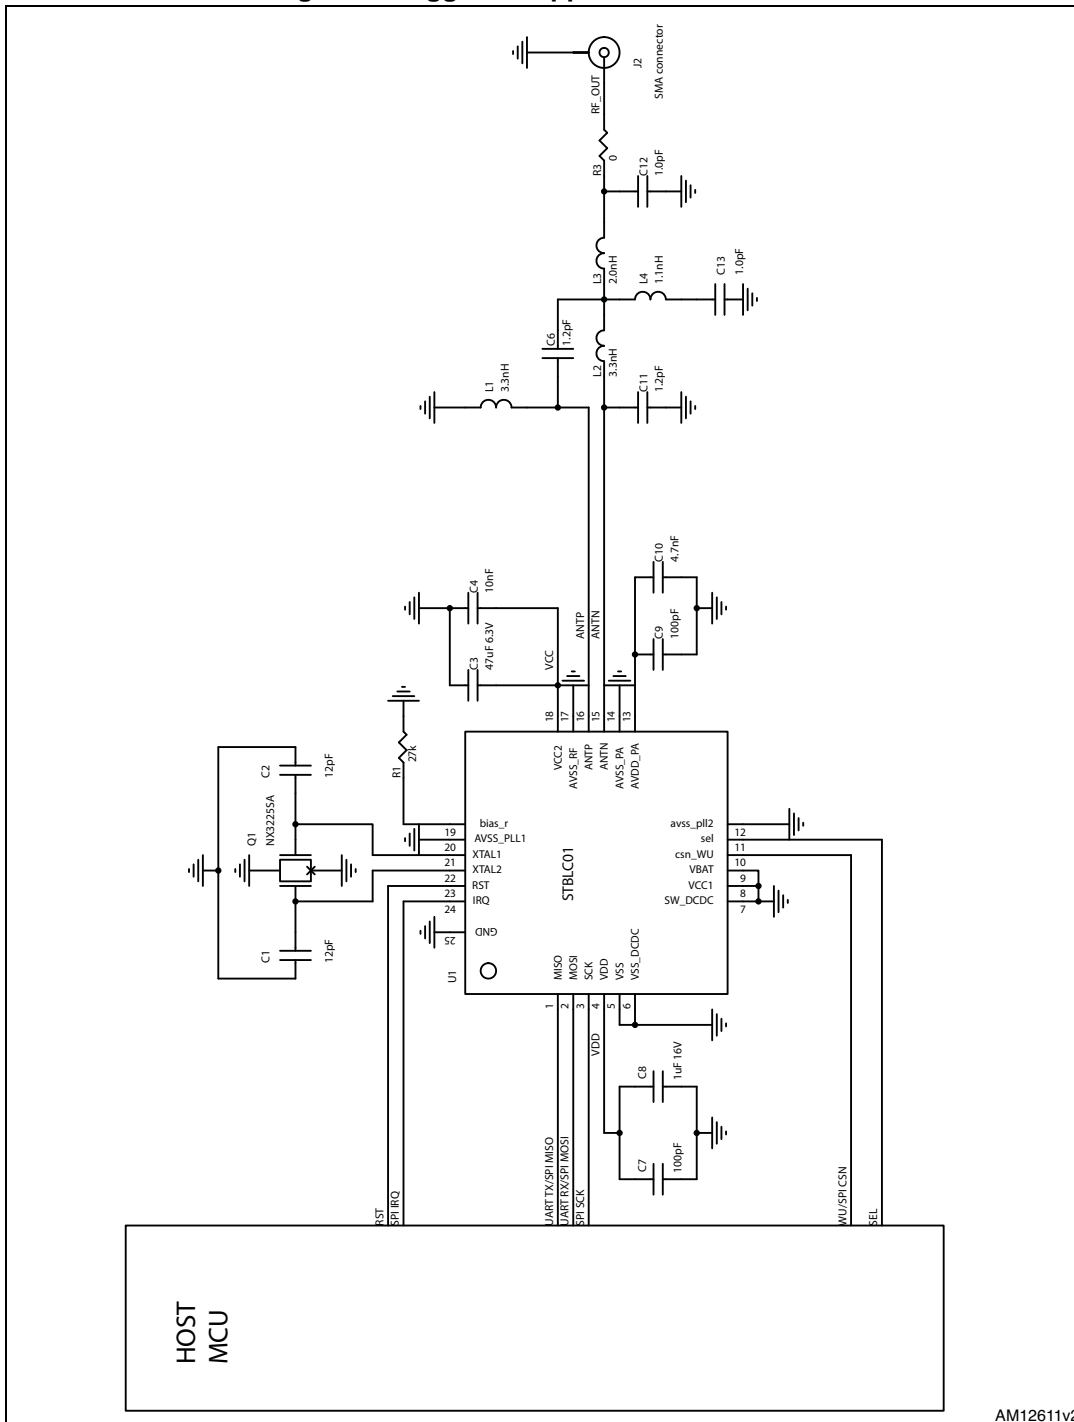 J2
SMA connector
RF_OUT
R3
0
C12
1.0pF
L3
2.0nH
L4
1.1nH
C13
1.0pF
C6
1.2pF
L2
3.3nH
L1
3.3nH
C11
1.2pF
C4
10nF
C3
47uF 6.3V
VCC
ANTP
ANTN
C10
4.7nF
C9
100pF
R1
27k
18
17
16
15
14
13
VCC2
AVSS_RF
ANTP
ANTN
AVSS_PA
AVDD_PA
C2
12pF
Q1
NX3225SA
C1
12pF
bias_r
19
AVSS_PLL1
20
XTAL1
21
XTAL2
22
RST
23
IRQ
24
GND
25
U1
STBLC01
avss_pll2
12
sel
11
csn_WU
10
VBAT
9
VCC1
8
SW_DCDC
7
MISO
MOSI
SCK
VDD
VSS
VSS_DCDC
1
2
3
4
5
6
VDD
C8
1uF 16V
C7
100pF
RST
SPI IRQ
UART TX/SPI MISO
UART RX/SPI MOSI
SPI SCK
WU/SPI CSN
SEL
HOST
MCU
AM12611v2